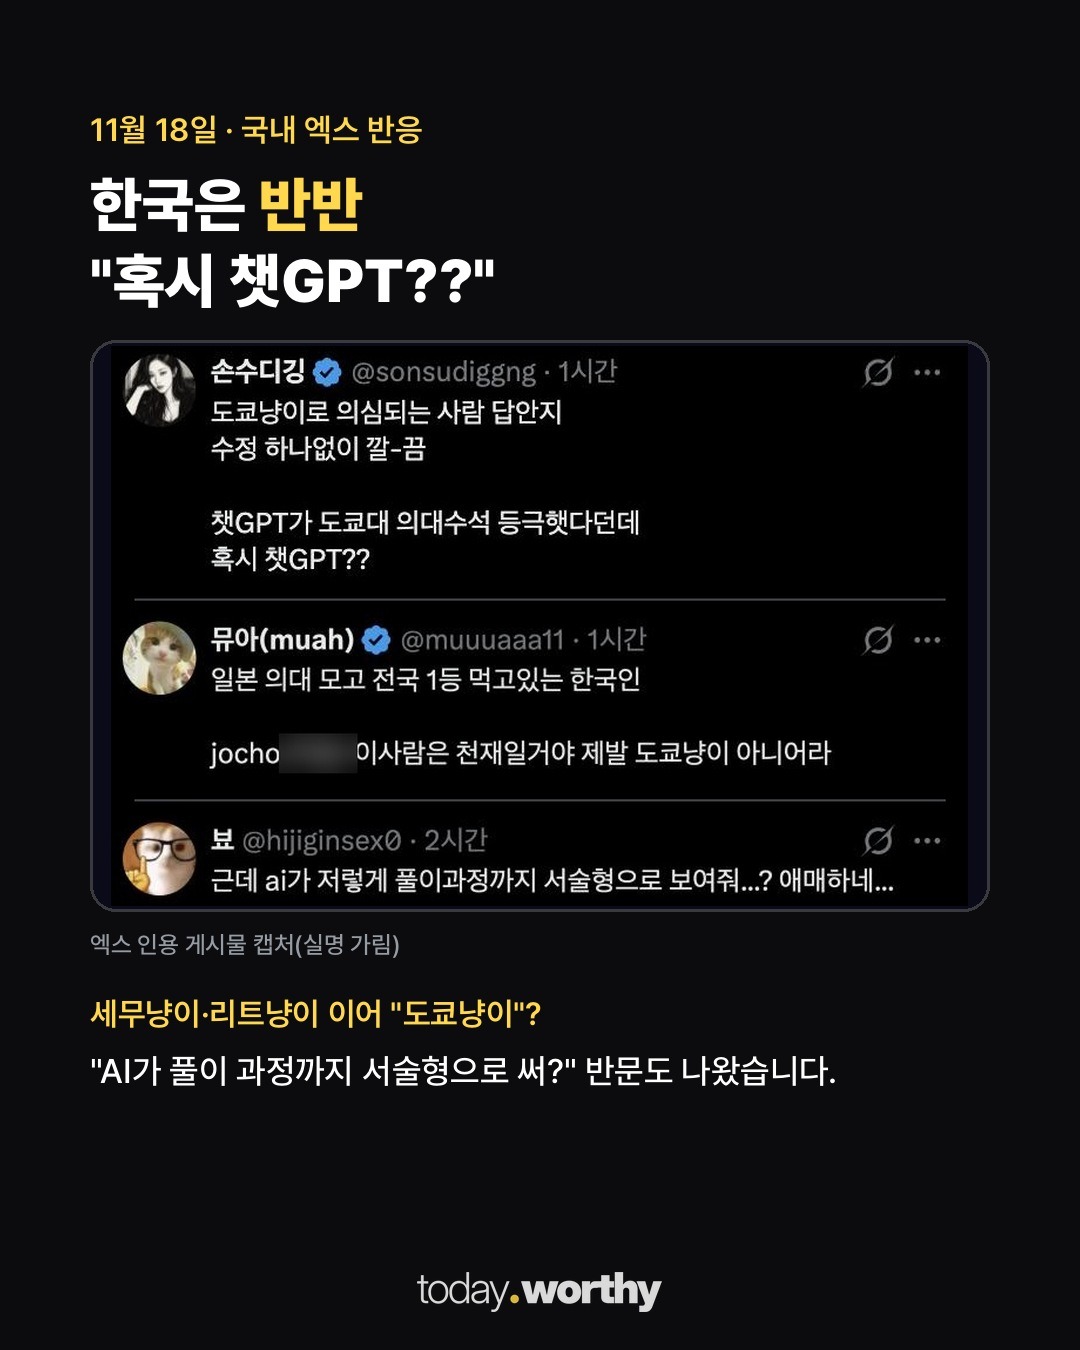 11월 18일 · 국내 엑스 반응
한국은 반반
"혹시 챗GPT??"
손수디깅 @sonsudiggng · 1시간
도쿄냥이로 의심되는 사람 답안지
수정 하나없이 깔-끔
챗GPT가 도쿄대 의대수석 등극했다던데
혹시 챗GPT??
뮤아(muah) @muuuaaa11 · 1시간
일본 의대 모고 전국 1등 먹고있는 한국인
jocho 이사람은 천재일거야 제발 도쿄냥이 아니어라
뵤 @hijiginsex0 · 2시간
근데 ai가 저렇게 풀이과정까지 서술형으로 보여줘...? 애매하네...
엑스 인용 게시물 캡처(실명 가림)
세무냥이·리트냥이 이어 "도쿄냥이"?
"AI가 풀이 과정까지 서술형으로 써?" 반문도 나왔습니다.
today.worthy